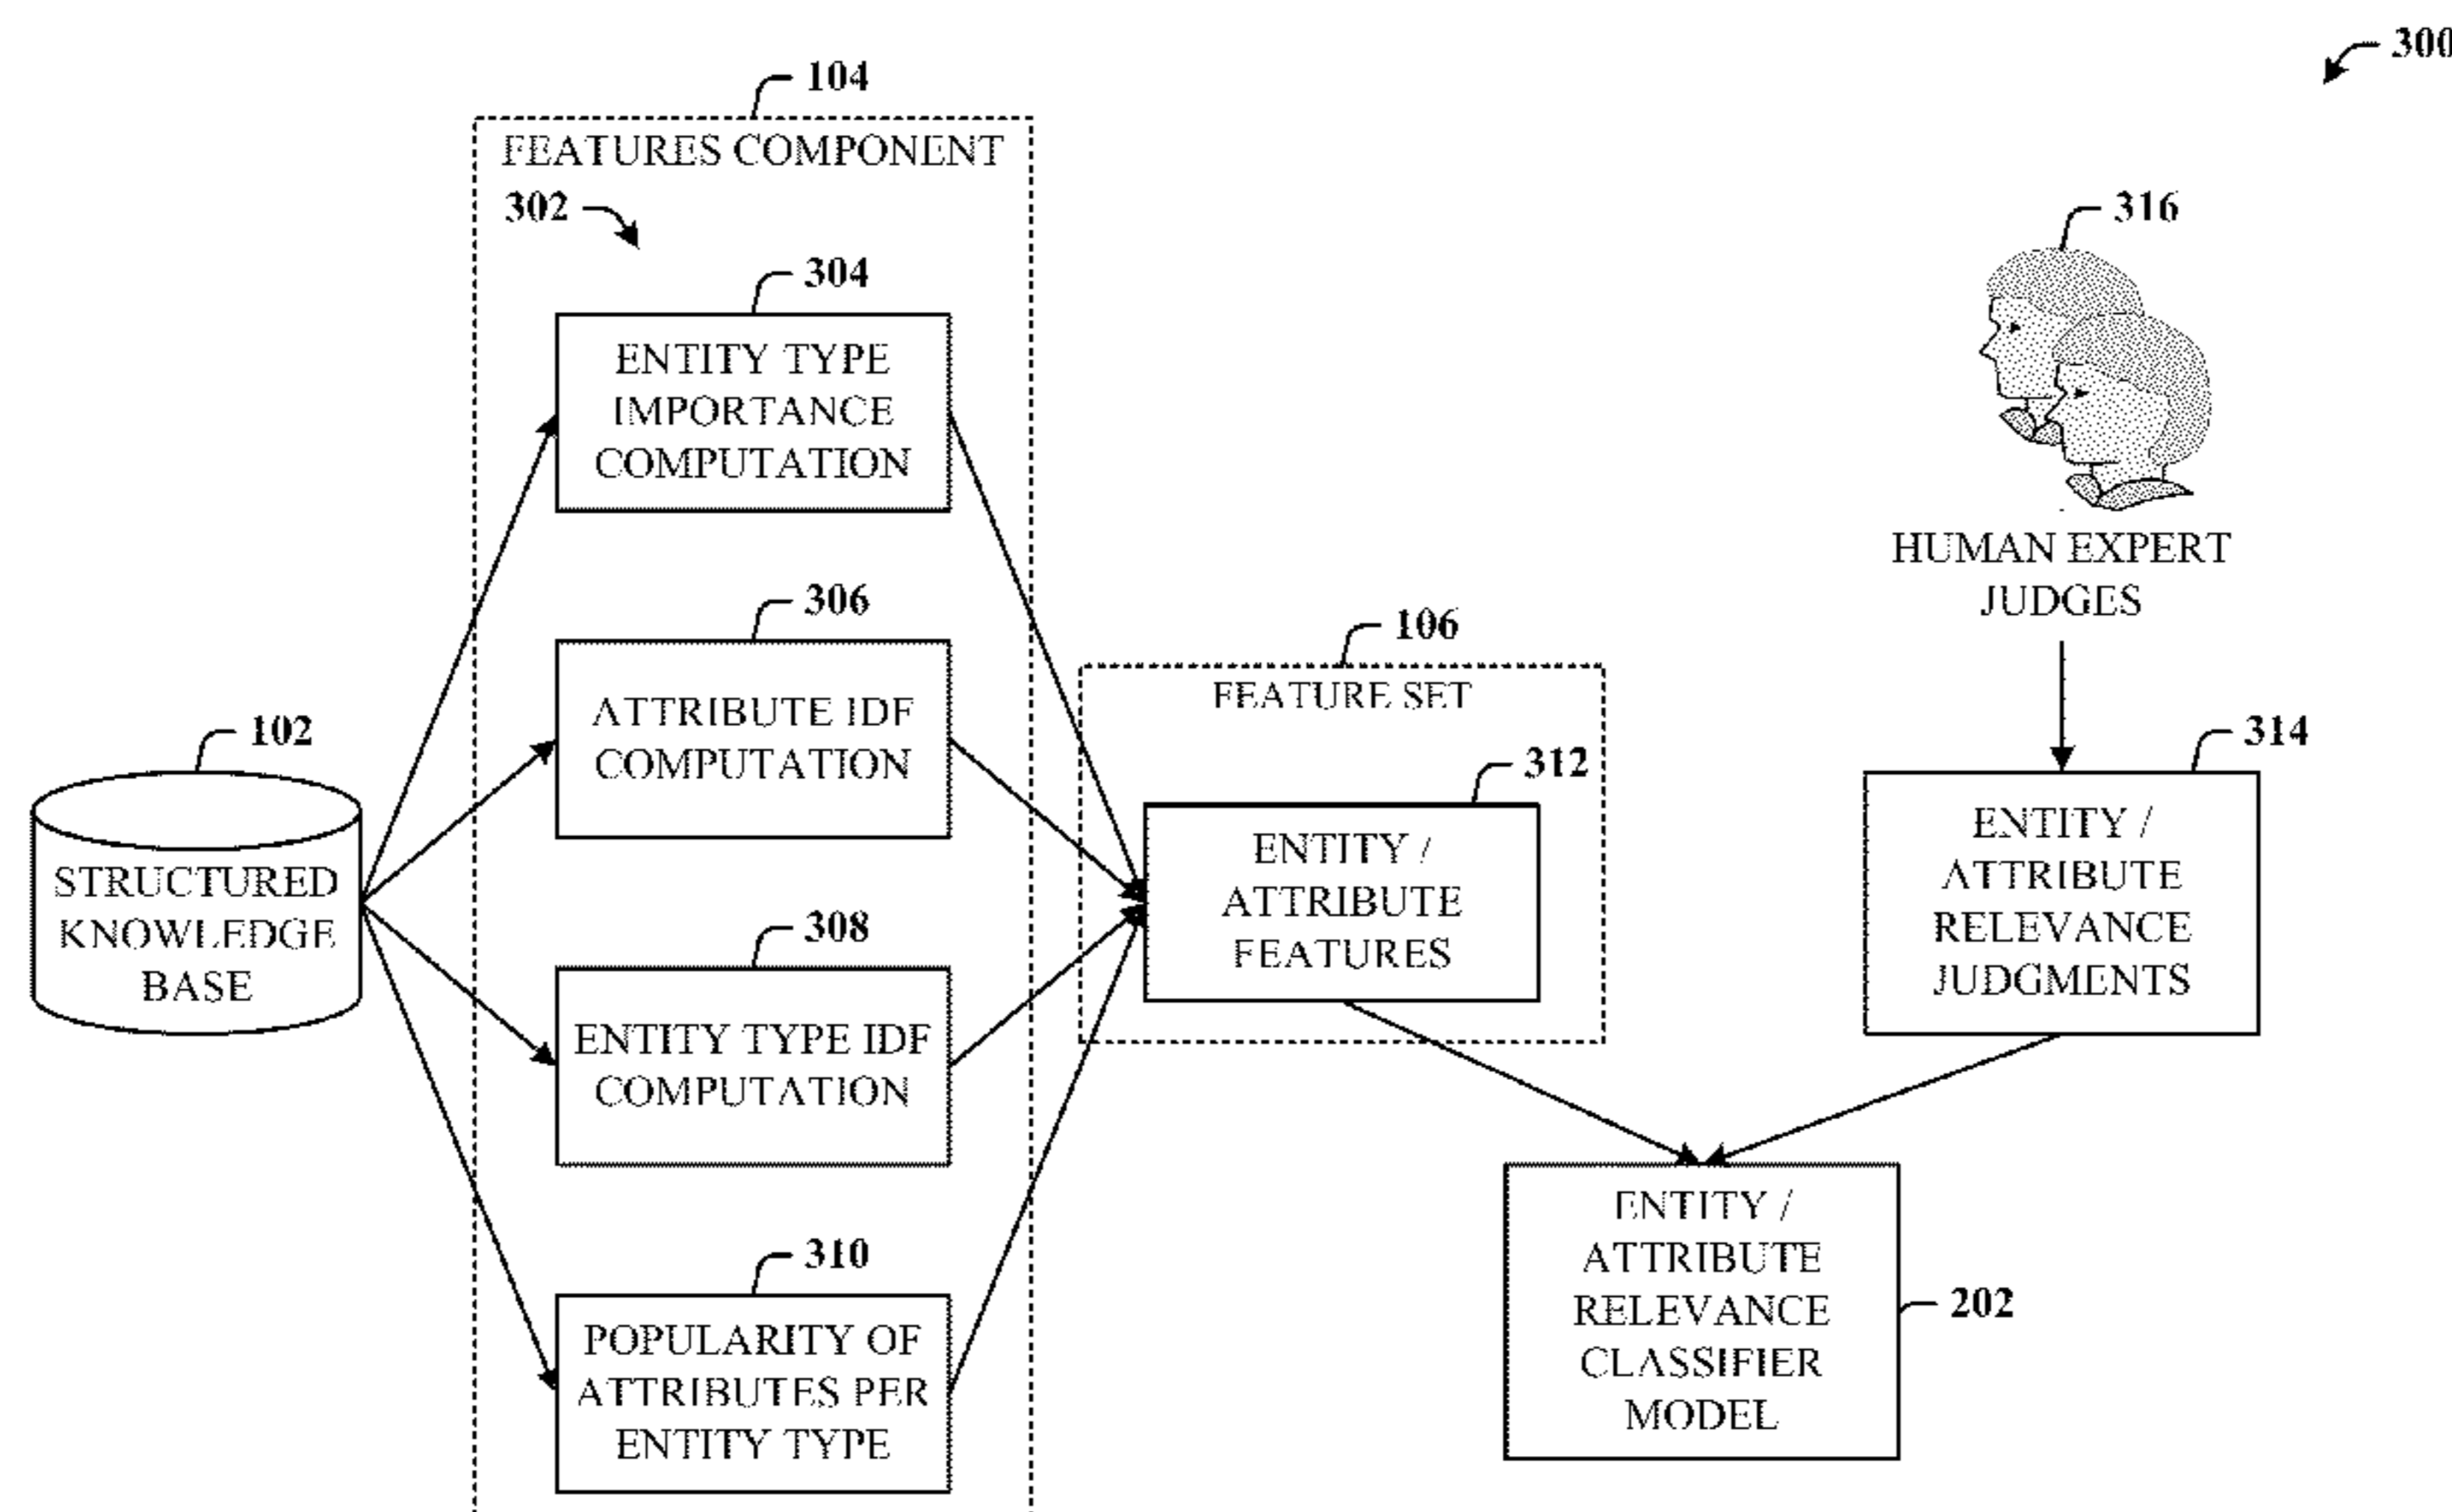 300
104
FEATURES COMPONENT
302
304
ENTITY TYPE
IMPORTANCE
COMPUTATION
306
ATTRIBUTE IDF
COMPUTATION
308
ENTITY TYPE IDF
COMPUTATION
310
POPULARITY OF
ATTRIBUTES PER
ENTITY TYPE
102
STRUCTURED
KNOWLEDGE
BASE
106
FEATURE SET
312
ENTITY /
ATTRIBUTE
FEATURES
316
HUMAN EXPERT
JUDGES
314
ENTITY /
ATTRIBUTE
RELEVANCE
JUDGMENTS
ENTITY /
ATTRIBUTE
RELEVANCE
CLASSIFIER
MODEL
202